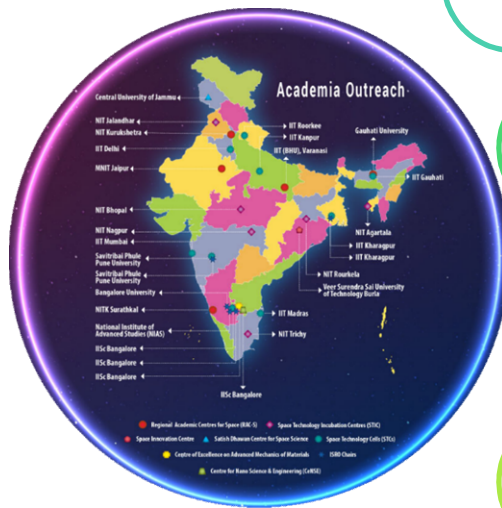 Academia Outreach
Central University of Jammu
NIT Jalandhar
NIT Kurukshetra
IIT Delhi
MNIT Jaipur
NIT Bhopal
NIT Nagpur
IIT Mumbai
Savitribai Phule
Pune University
Savitribai Phule
Pune University
Bangalore University
NITK Surathkal
National Institute of
Advanced Studies (NIAS)
IISc Bangalore
IISc Bangalore
IISc Bangalore
IISc Bangalore
IIT Roorkee
IIT Kanpur
IIT (BHU), Varanasi
Gauhati University
IIT Gauhati
NIT Agartala
IIT Kharagpur
IIT Kharagpur
NIT Rourkela
Veer Surendra Sai University
of Technology Burla
IIT Madras
NIT Trichy
Regional Academic Centres for Space (RAC-S)
Space Technology Incubation Centres (STIC)
Space Innovation Centre
Satish Dhawan Centre for Space Science
Space Technology Cells (STCs)
Centre of Excellence on Advanced Mechanics of Materials
ISRO Chairs
Centre for Nano Science & Engineering (CeNSE)